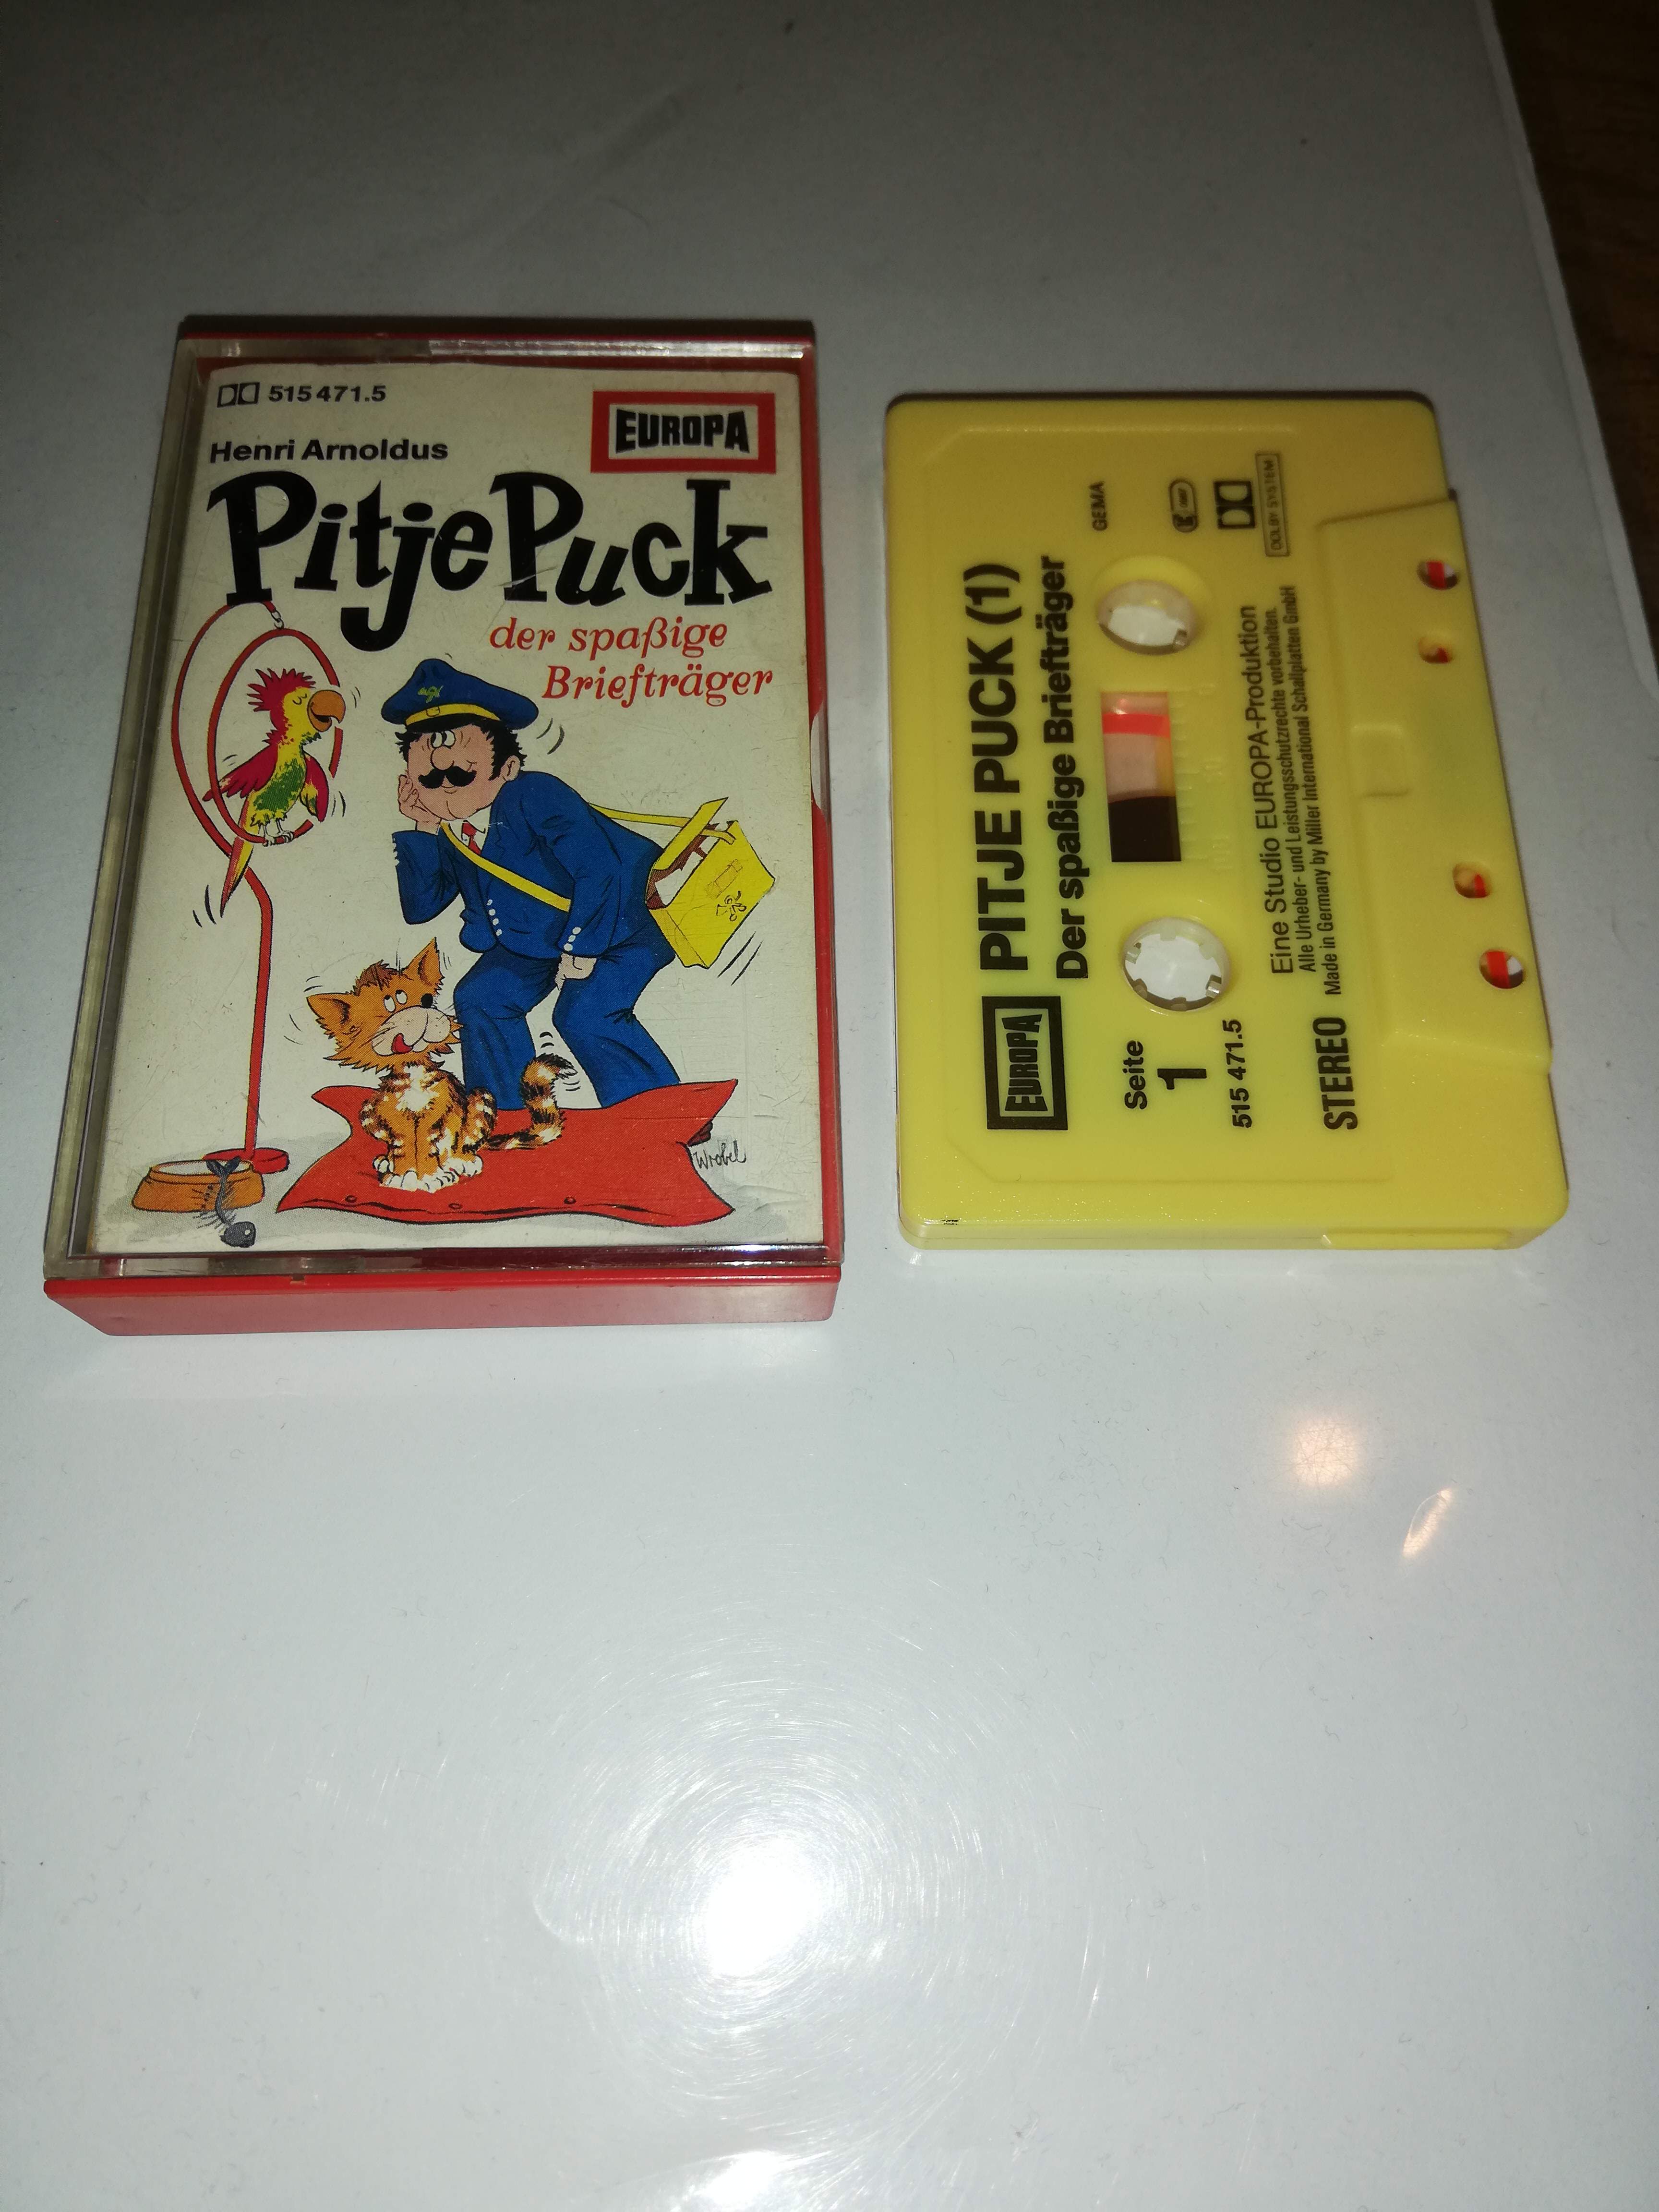 515 471.5
EUROPA
Henri Arnoldus
Pitje Puck
der spaßige
Briefträger
Wrobel
EUROPA
PITJE PUCK (1)
Der spaßige Briefträger
GEMA
Seite
1
515 471.5
DOLBY SYSTEM
Eine Studio EUROPA-Produktion
Alle Urheber- und Leistungsschutzrechte vorbehalten.
Made in Germany by Miller International Schallplatten GmbH
STEREO